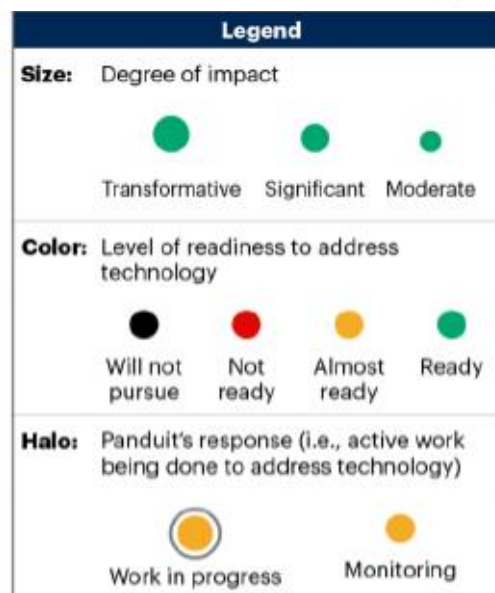 Legend
Size: Degree of impact
Transformative Significant Moderate
Color: Level of readiness to address
technology
Will not pursue
Not ready
Almost ready
Ready
Halo: Panduit's response (i.e., active work
being done to address technology)
Work in progress Monitoring